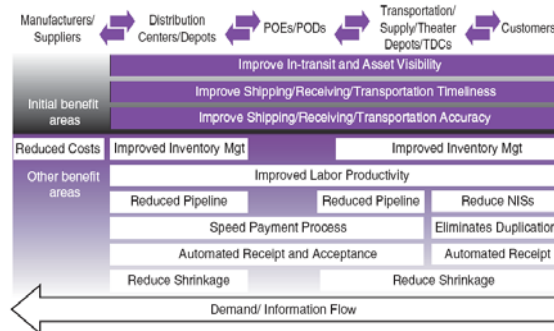 Manufacturers/
Suppliers
Distribution
Centers/Depots
POEs/PODs
Transportation/
Supply/Theater
Depots/TDCs
Customers
Improve In-transit and Asset Visibility
Initial benefit
areas
Improve Shipping/Receiving/Transportation Timeliness
Improve Shipping/Receiving/Transportation Accuracy
Reduced Costs
Improved Inventory Mgt
Improved Inventory Mgt
Other benefit
areas
Improved Labor Productivity
Reduced Pipeline
Reduced Pipeline
Reduce NISs
Speed Payment Process
Eliminates Duplication
Automated Receipt and Acceptance
Automated Receipt
Reduce Shrinkage
Reduce Shrinkage
Demand/ Information Flow